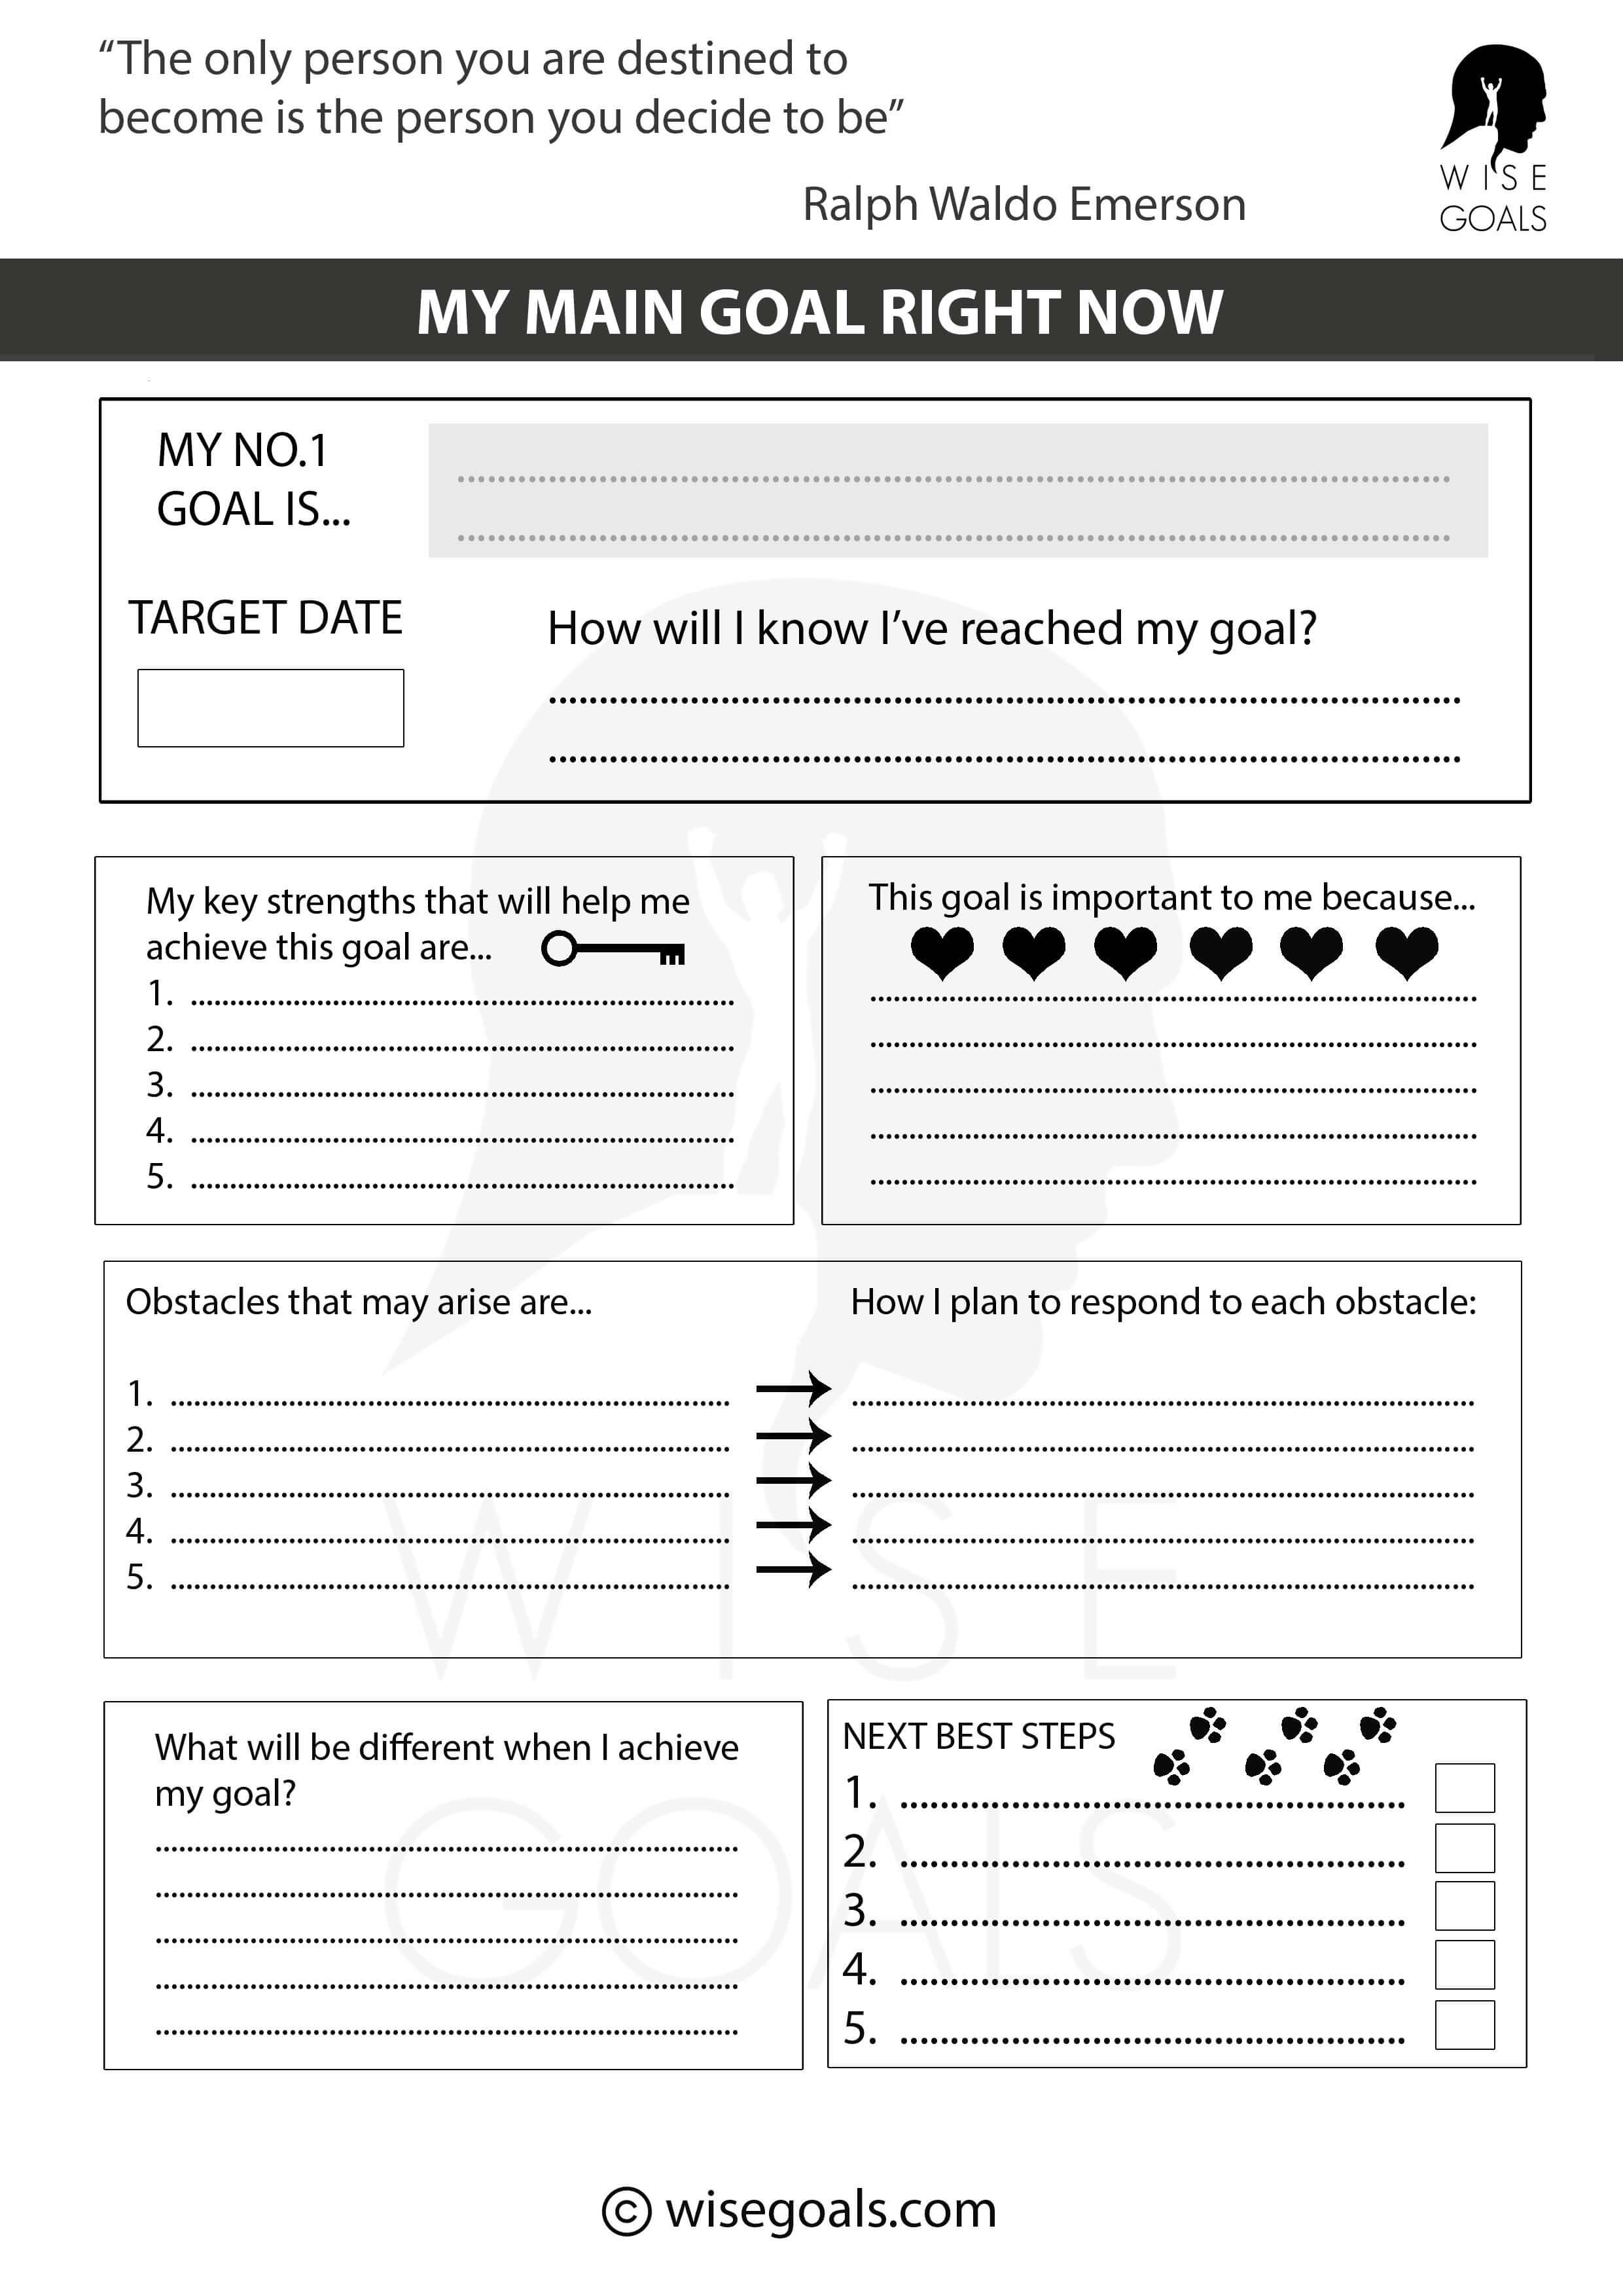 “The only person you are destined to
become is the person you decide to be”
Ralph Waldo Emerson
WISE
GOALS
MY MAIN GOAL RIGHT NOW
MY NO.1
GOAL IS...
TARGET DATE
How will I know I’ve reached my goal?
My key strengths that will help me
achieve this goal are...
1.
2.
3.
4.
5.
This goal is important to me because...
Obstacles that may arise are...
How I plan to respond to each obstacle:
1.
2.
3.
4.
5.
WISE
GOALS
What will be different when I achieve
my goal?
NEXT BEST STEPS
1.
2.
3.
4.
5.
© wisegoals.com